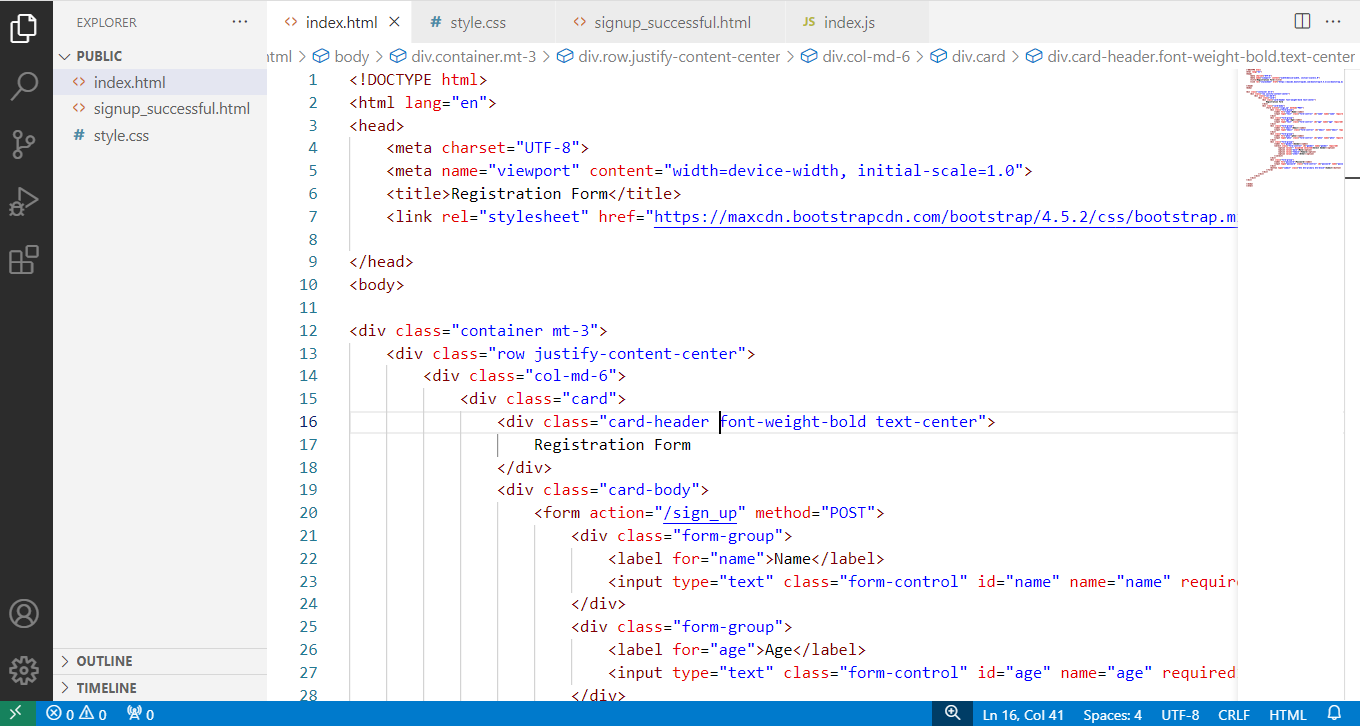 EXPLORER
PUBLIC
index.html
signup_successful.html
style.css
OUTLINE
TIMELINE
index.html style.css signup_successful.html JS index.js
html > body > div.container.mt-3 > div.row.justify-content-center > div.col-md-6 > div.card > div.card-header.font-weight-bold.text-center
1 <!DOCTYPE html>
2 <html lang="en">
3 <head>
4 <meta charset="UTF-8">
5 <meta name="viewport" content="width=device-width, initial-scale=1.0">
6 <title>Registration Form</title>
7 <link rel="stylesheet" href="https://maxcdn.bootstrapcdn.com/bootstrap/4.5.2/css/bootstrap.m
8
9 </head>
10 <body>
11
12 <div class="container mt-3">
13 <div class="row justify-content-center">
14 <div class="col-md-6">
15 <div class="card">
16 <div class="card-header font-weight-bold text-center">
17 Registration Form
18 </div>
19 <div class="card-body">
20 <form action="/sign_up" method="POST">
21 <div class="form-group">
22 <label for="name">Name</label>
23 <input type="text" class="form-control" id="name" name="name" requir
24 </div>
25 <div class="form-group">
26 <label for="age">Age</label>
27 <input type="text" class="form-control" id="age" name="age" required
28 </div>
0 0 0 Ln 16, Col 41 Spaces: 4 UTF-8 CRLF HTML